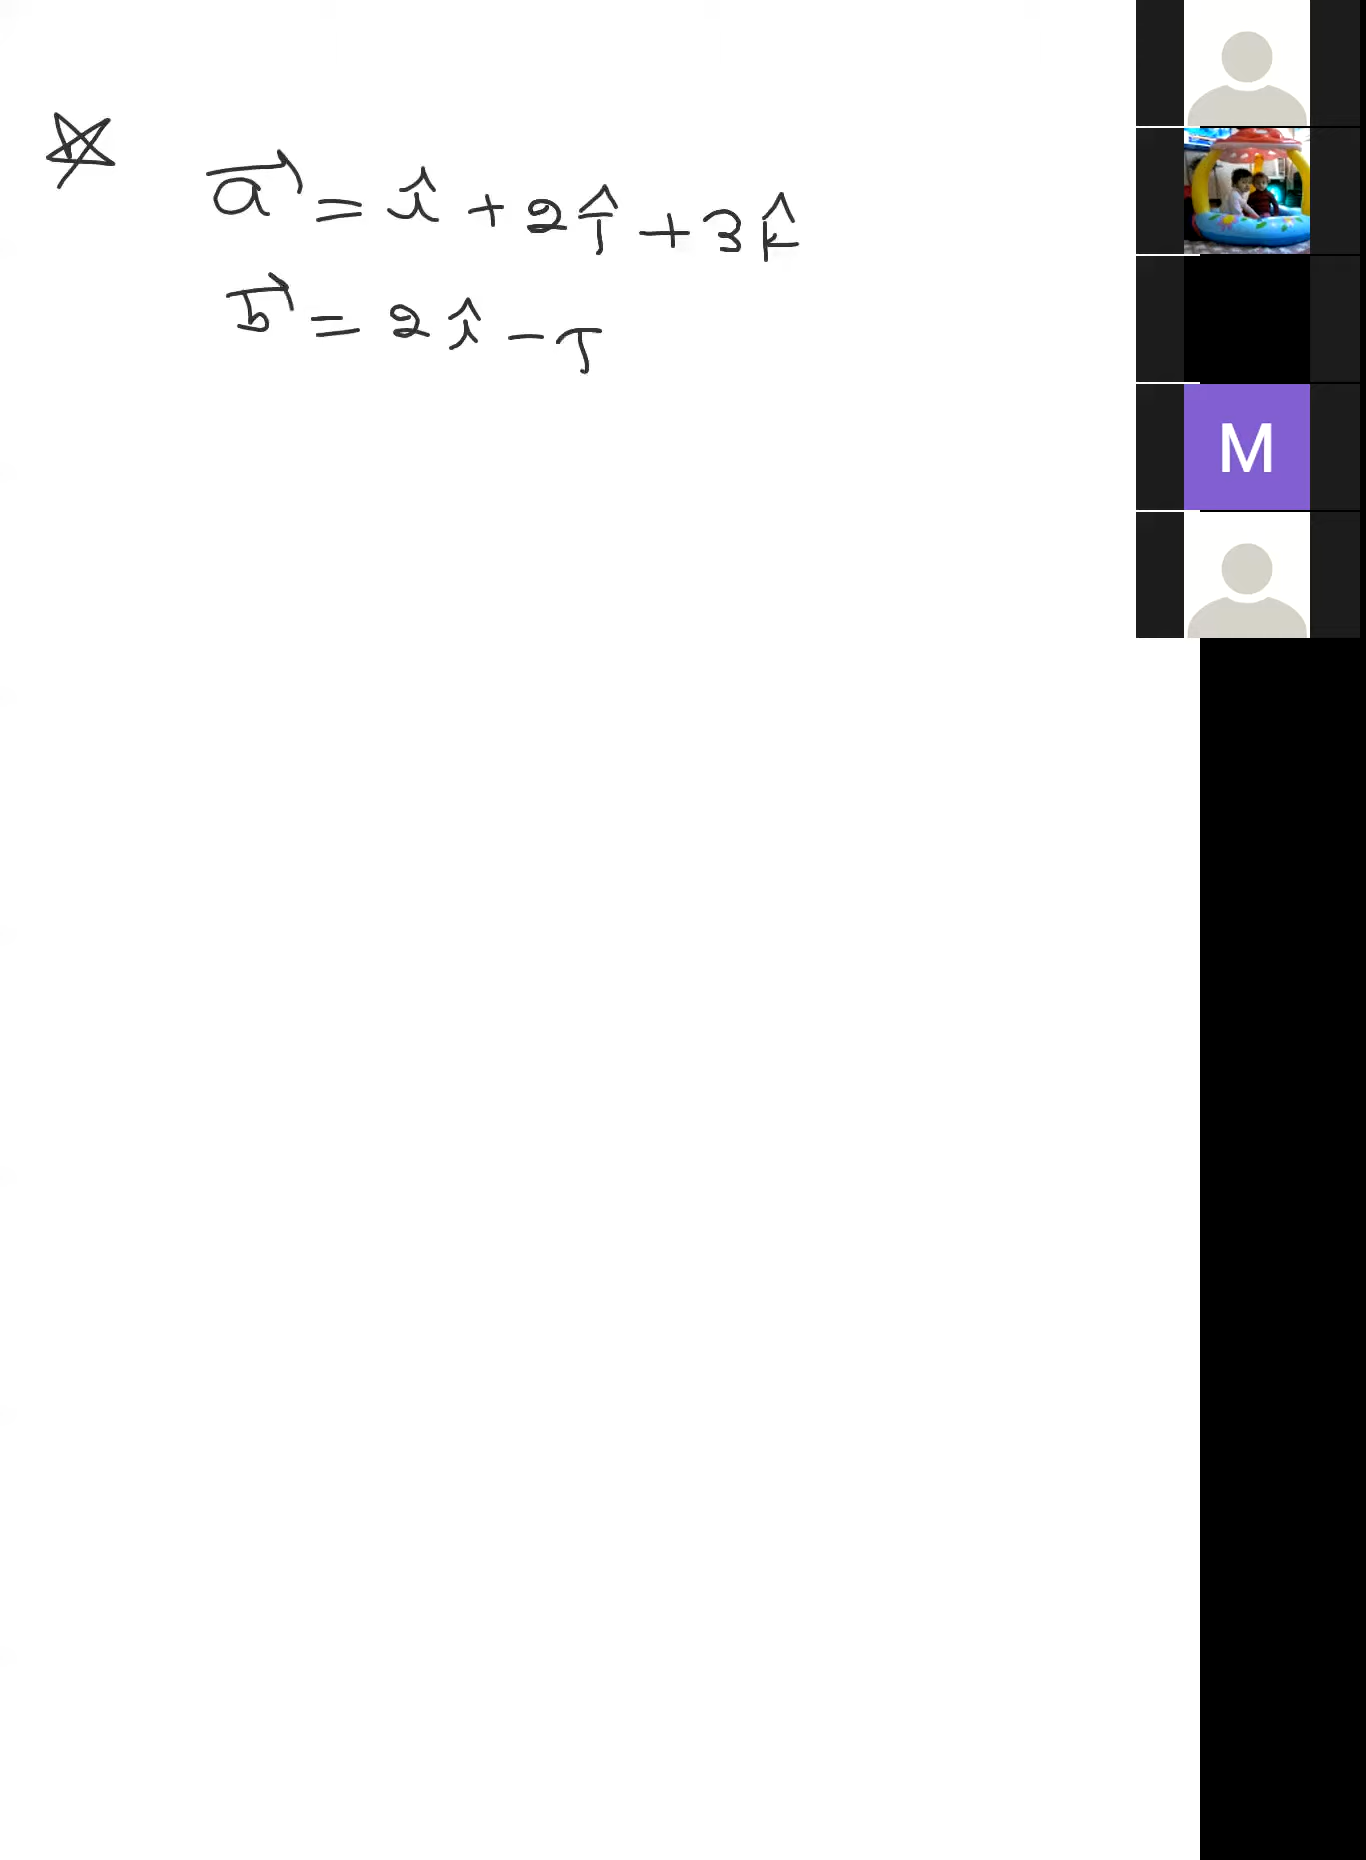 a⃗ = î + 2ĵ + 3k̂
b⃗ = 2î - j
M